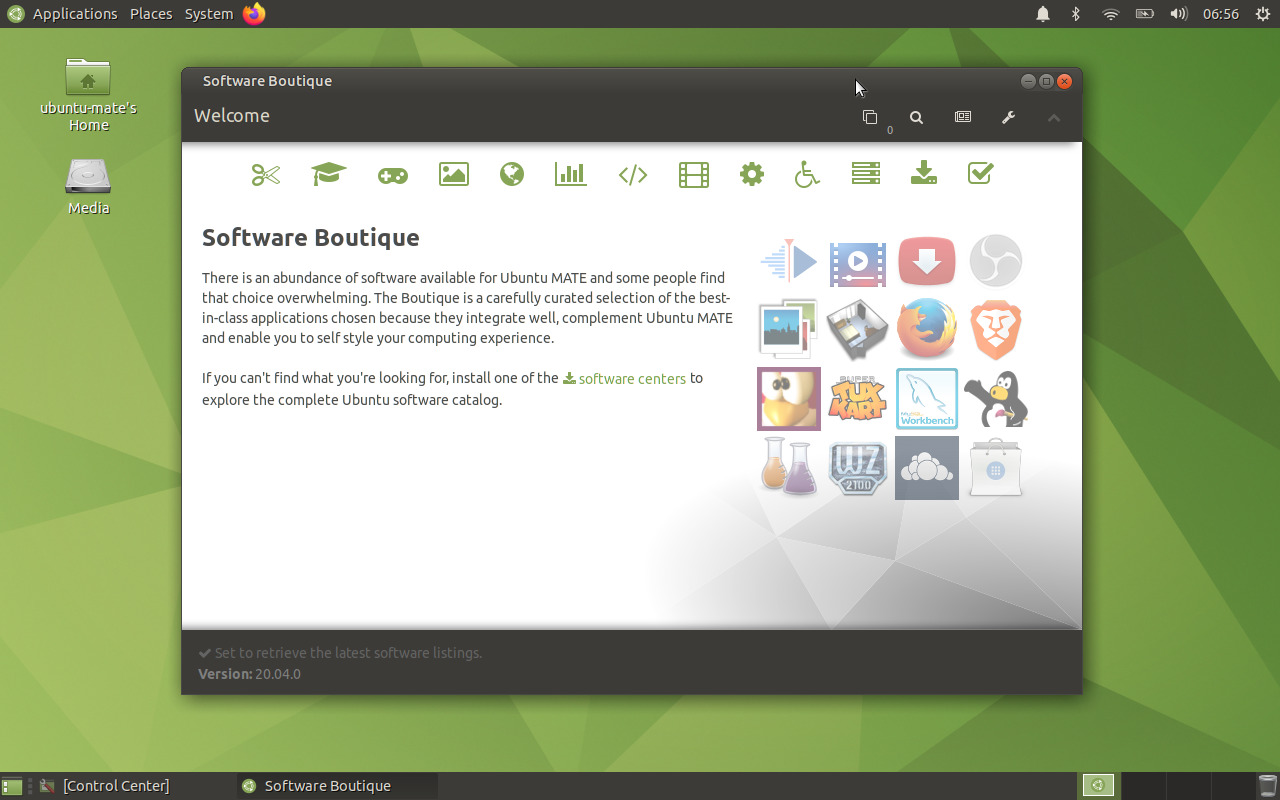 Applications Places System 06:56
ubuntu-mate's
Home
Media
Software Boutique
Welcome
0
Software Boutique
There is an abundance of software available for Ubuntu MATE and some people find
that choice overwhelming. The Boutique is a carefully curated selection of the best-
in-class applications chosen because they integrate well, complement Ubuntu MATE
and enable you to self style your computing experience.
If you can't find what you're looking for, install one of the software centers to
explore the complete Ubuntu software catalog.
SUPER
TUX
KART
MySQL
Workbench
WZ
2100
Set to retrieve the latest software listings.
Version: 20.04.0
[Control Center] Software Boutique